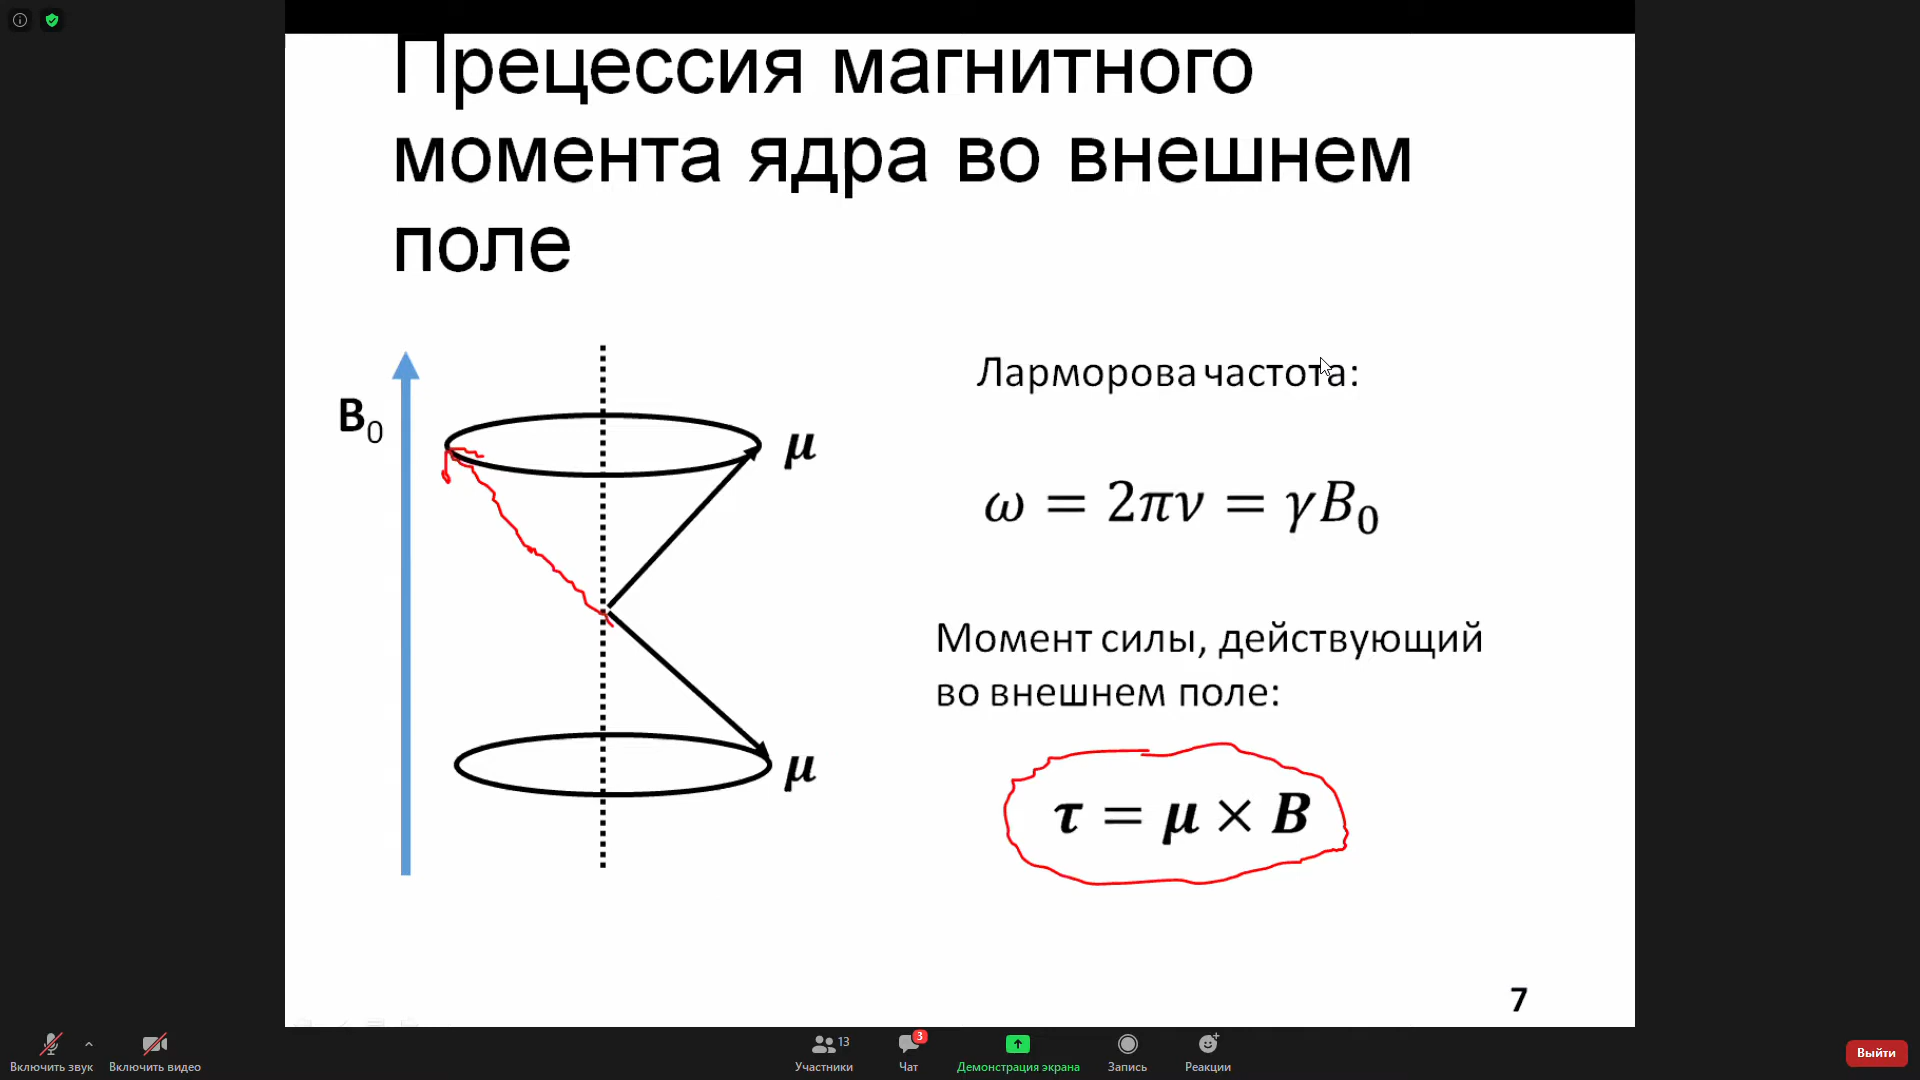 Прецессия магнитного
момента ядра во внешнем
поле
B₀
μ
μ
Ларморова частота:
ω = 2πν = γB₀
Момент силы, действующий
во внешнем поле:
τ = μ × B
7
Включить звук
Включить видео
13
Участники
3
Чат
Демонстрация экрана
Запись
Реакции
Выйти